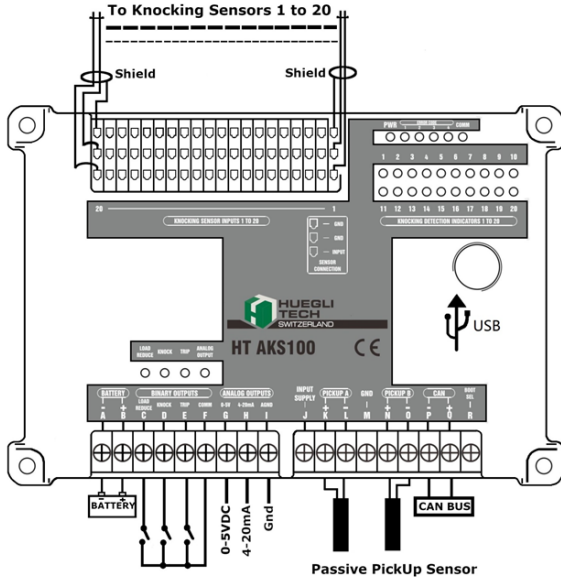 To Knocking Sensors 1 to 20
Shield
Shield
PWR
COMM
1 2 3 4 5 6 7 8 9 10
11 12 13 14 15 16 17 18 19 20
KNOCKING DETECTION INDICATORS 1 TO 20
20
1
KNOCKING SENSOR INPUTS 1 TO 20
GND
GND
INPUT
SENSOR
CONNECTION
HUEGLI
TECH
SWITZERLAND
HT AKS100
CE
USB
LOAD
REDUCE
KNOCK
TRIP
ANALOG
OUTPUT
BATTERY
BINARY OUTPUTS
ANALOG OUTPUTS
- +
LOAD
REDUCE
KNOCK
TRIP
COMM
0-5V
4-20mA
AGND
A B C D E F G H I
INPUT
SUPPLY
PICKUP A
GND
PICKUP B
CAN
BOOT
SEL
+ - + - - +
J K L M N O P Q R
- +
BATTERY
0-5VDC
4-20mA
Gnd
CAN BUS
Passive PickUp Sensor